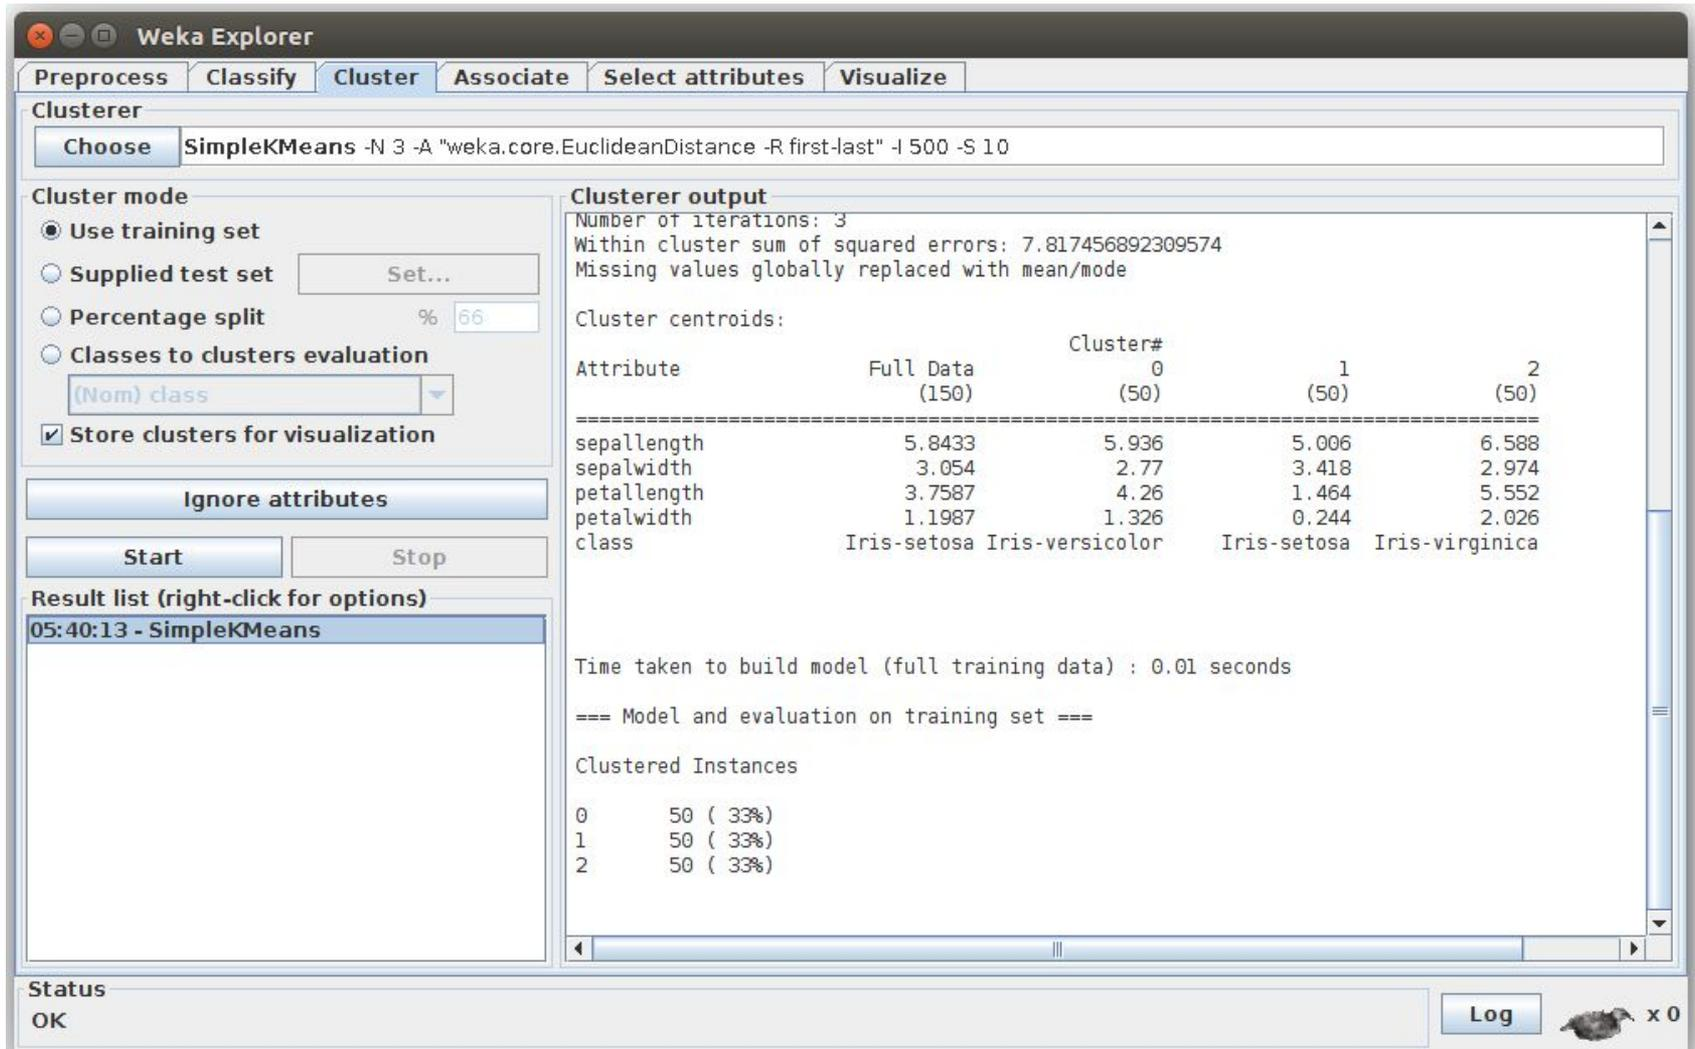 Weka Explorer
Preprocess Classify Cluster Associate Select attributes Visualize
Clusterer
Choose SimpleKMeans -N 3 -A "weka.core.EuclideanDistance -R first-last" -I 500 -S 10
Cluster mode
Use training set
Supplied test set Set...
Percentage split % 66
Classes to clusters evaluation
(Nom) class
Store clusters for visualization
Ignore attributes
Start Stop
Result list (right-click for options)
05:40:13 - SimpleKMeans
Clusterer output
Number of iterations: 3
Within cluster sum of squared errors: 7.817456892309574
Missing values globally replaced with mean/mode
Cluster centroids:
Cluster#
Attribute Full Data 0 1 2
(150) (50) (50) (50)
==========================================================================================
sepallength 5.8433 5.936 5.006 6.588
sepalwidth 3.054 2.77 3.418 2.974
petallength 3.7587 4.26 1.464 5.552
petalwidth 1.1987 1.326 0.244 2.026
class Iris-setosa Iris-versicolor Iris-setosa Iris-virginica
Time taken to build model (full training data) : 0.01 seconds
=== Model and evaluation on training set ===
Clustered Instances
0 50 ( 33%)
1 50 ( 33%)
2 50 ( 33%)
Status
OK
Log x 0